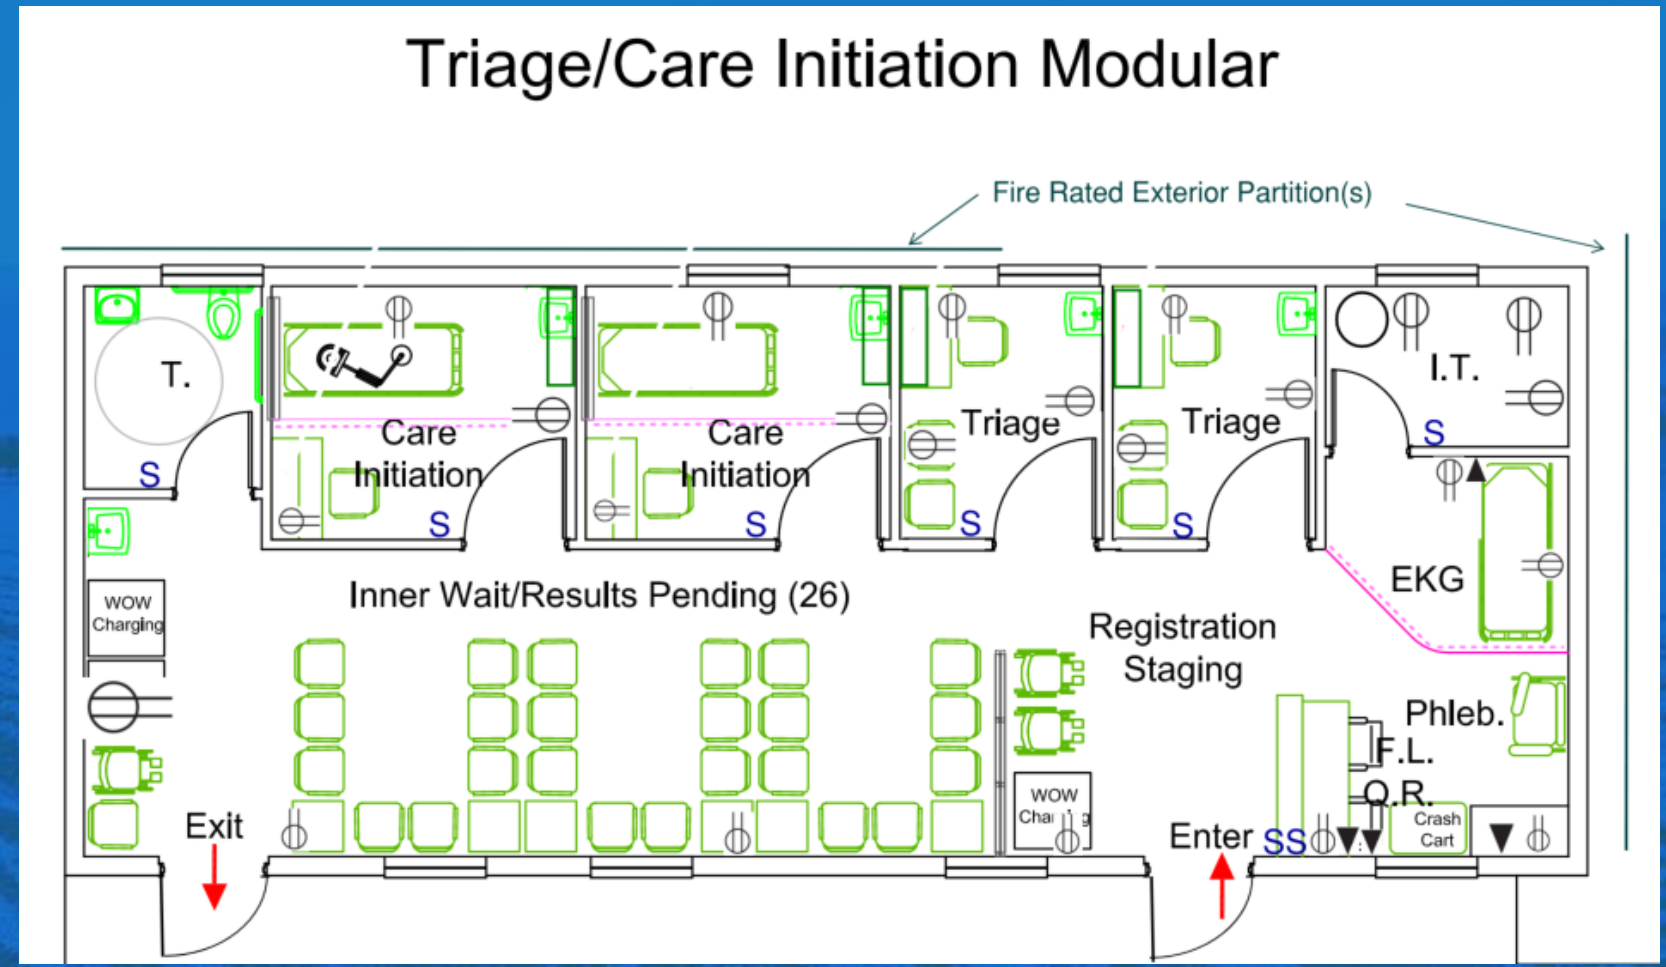 Triage/Care Initiation Modular
Fire Rated Exterior Partition(s)
T.
Care
Initiation
Care
Initiation
Triage
Triage
I.T.
S
S
S
S
S
S
EKG
WOW
Charging
Inner Wait/Results Pending (26)
Registration
Staging
Phleb.
F.L.
Q.R.
WOW
Crash
Cart
Exit
Enter
SS